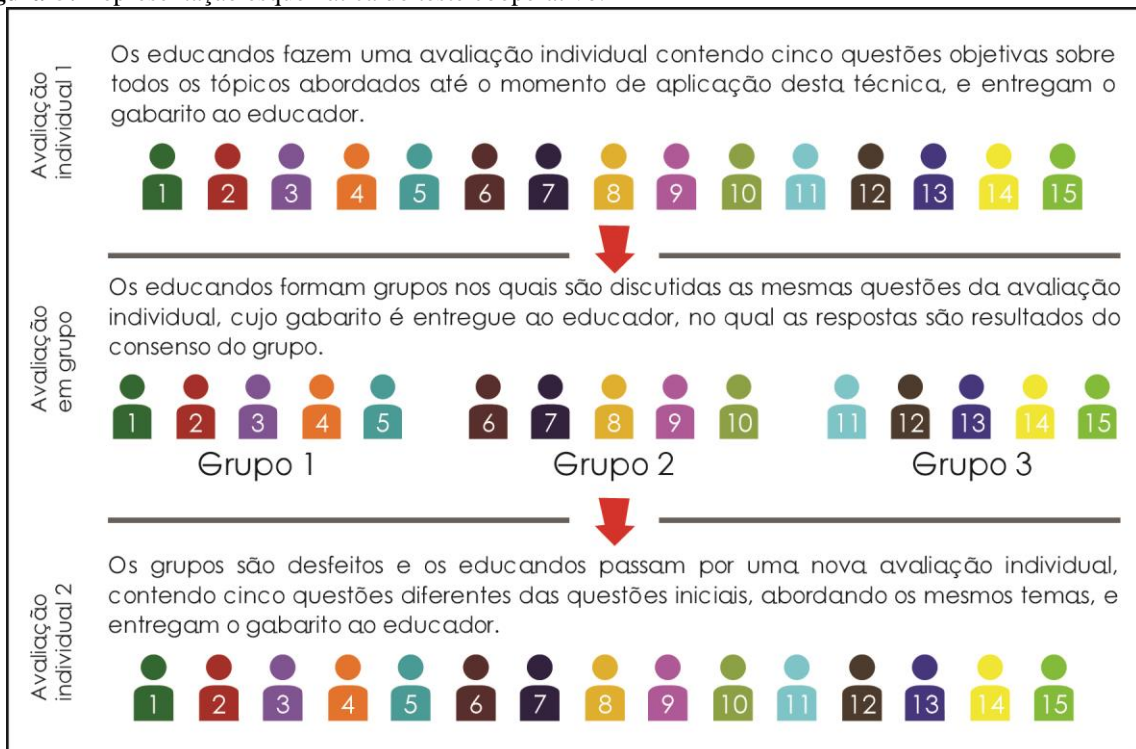 Avaliação
individual 1
Os educandos fazem uma avaliação individual contendo cinco questões objetivas sobre
todos os tópicos abordados até o momento de aplicação desta técnica, e entregam o
gabarito ao educador.
1 2 3 4 5 6 7 8 9 10 11 12 13 14 15
Avaliação
em grupo
Os educandos formam grupos nos quais são discutidas as mesmas questões da avaliação
individual, cujo gabarito é entregue ao educador, no qual as respostas são resultados do
consenso do grupo.
1 2 3 4 5 6 7 8 9 10 11 12 13 14 15
Grupo 1 Grupo 2 Grupo 3
Avaliação
individual 2
Os grupos são desfeitos e os educandos passam por uma nova avaliação individual,
contendo cinco questões diferentes das questões iniciais, abordando os mesmos temas, e
entregam o gabarito ao educador.
1 2 3 4 5 6 7 8 9 10 11 12 13 14 15